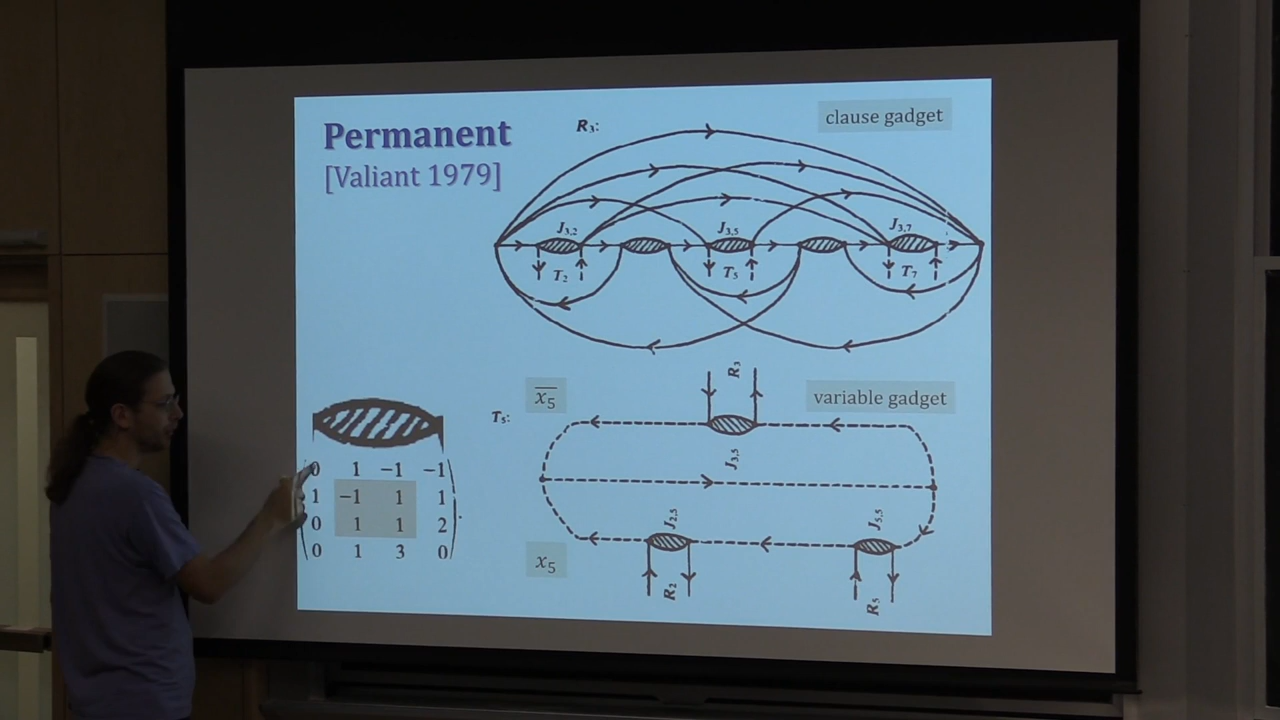 Permanent
[Valiant 1979]
R₃:
clause gadget
J₃,₂
J₃,₅
J₃,₇
T₂
T₅
T₇
x̅₅
R₃
variable gadget
T₅:
J₃,₅
J₂,₅
J₅,₅
x₅
R₂
R₅
0 1 −1 −1
1 −1 1 1
0 1 1 2
0 1 3 0
.